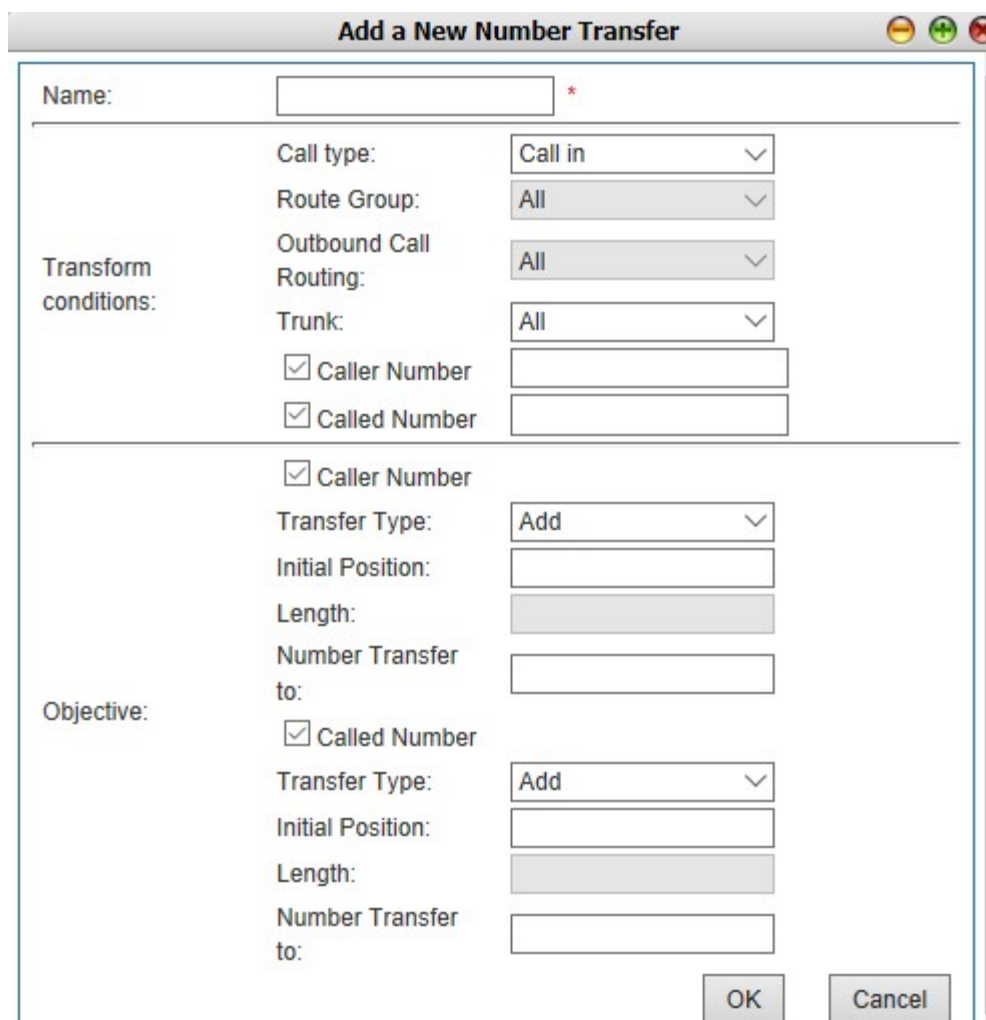 Add a New Number Transfer
Name: *
Call type: Call in
Route Group: All
Outbound Call
Routing: All
Transform
conditions:
Trunk: All
Caller Number
Called Number
Caller Number
Transfer Type: Add
Initial Position:
Length:
Number Transfer
to:
Objective:
Called Number
Transfer Type: Add
Initial Position:
Length:
Number Transfer
to:
OK Cancel